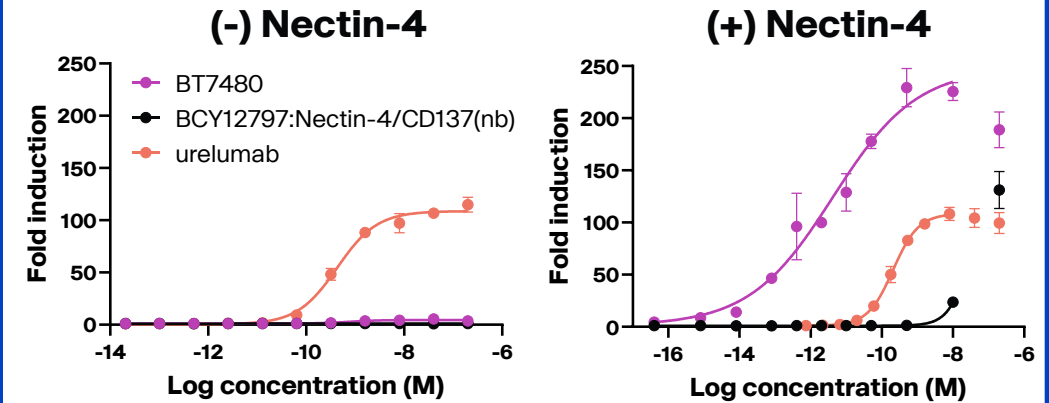 (-) Nectin-4
250
200
150
100
50
0
Fold induction
BT7480
BCY12797:Nectin-4/CD137(nb)
urelumab
-14
-12
-10
-8
-6
Log concentration (M)
(+) Nectin-4
250
200
150
100
50
0
Fold induction
-16
-14
-12
-10
-8
-6
Log concentration (M)